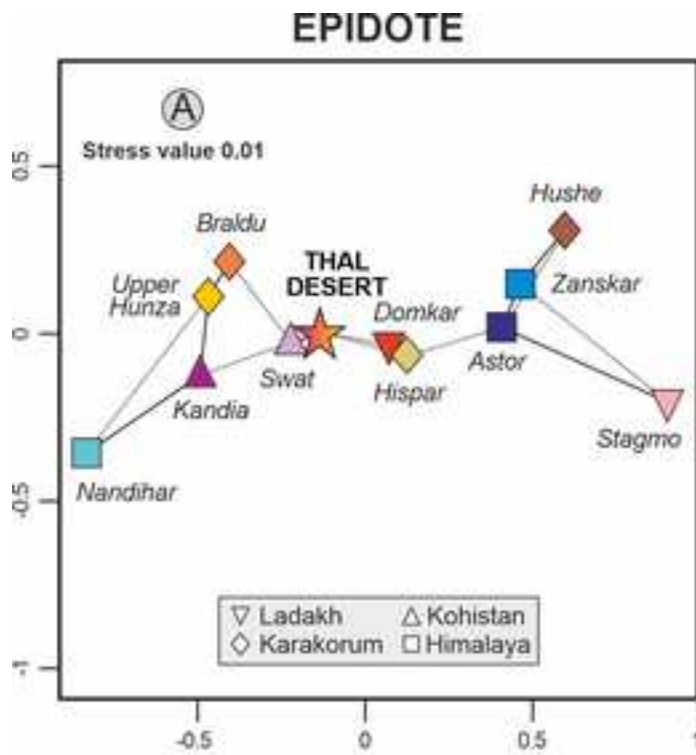 EPIDOTE
A
Stress value 0.01
0.5
Hushe
Braldu
THAL
DESERT
Zanskar
Upper
Hunza
Domkar
0
Swat
Astor
Hispar
Kandia
Stagmo
Nandihar
-0.5
Ladakh
Kohistan
Karakorum
Himalaya
-1
-0.5
0
0.5